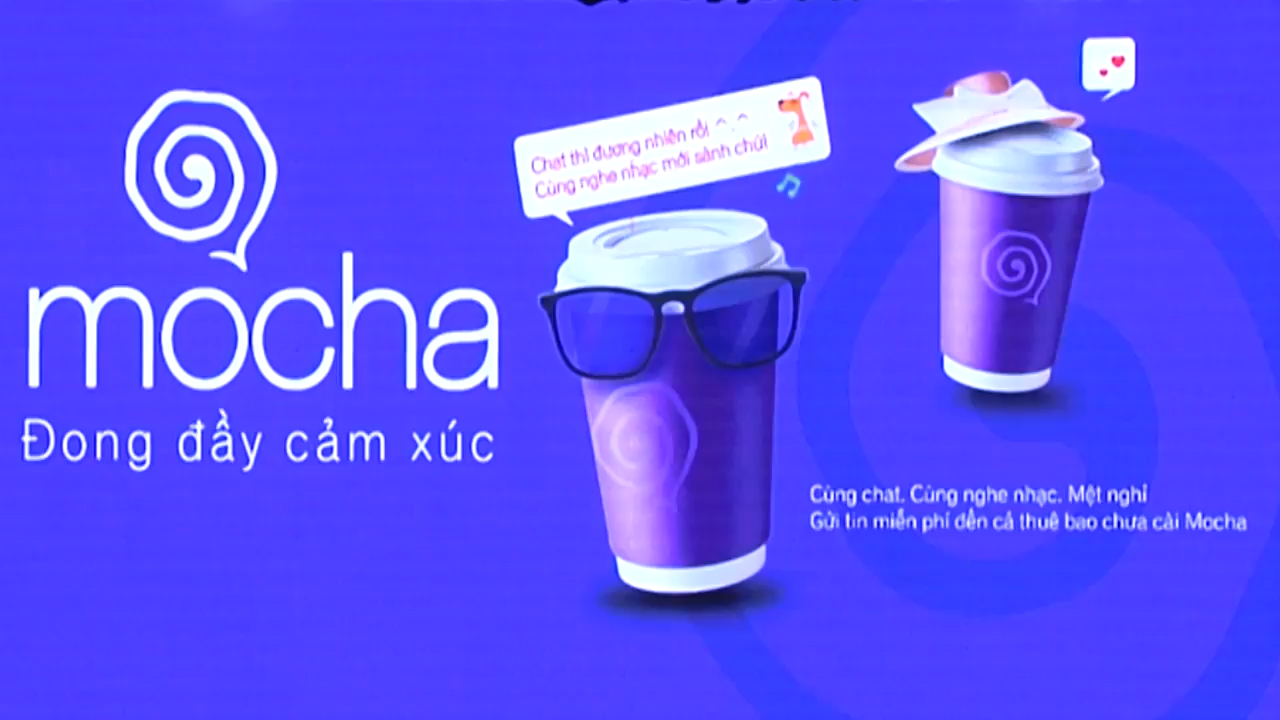 mocha
Đong đầy cảm xúc
Chat thì đương nhiên rồi ^.^
Cùng nghe nhạc mới sành chứ!
Cùng chat. Cùng nghe nhạc. Mệt nghỉ
Gửi tin miễn phí đến cả thuê bao chưa cài Mocha